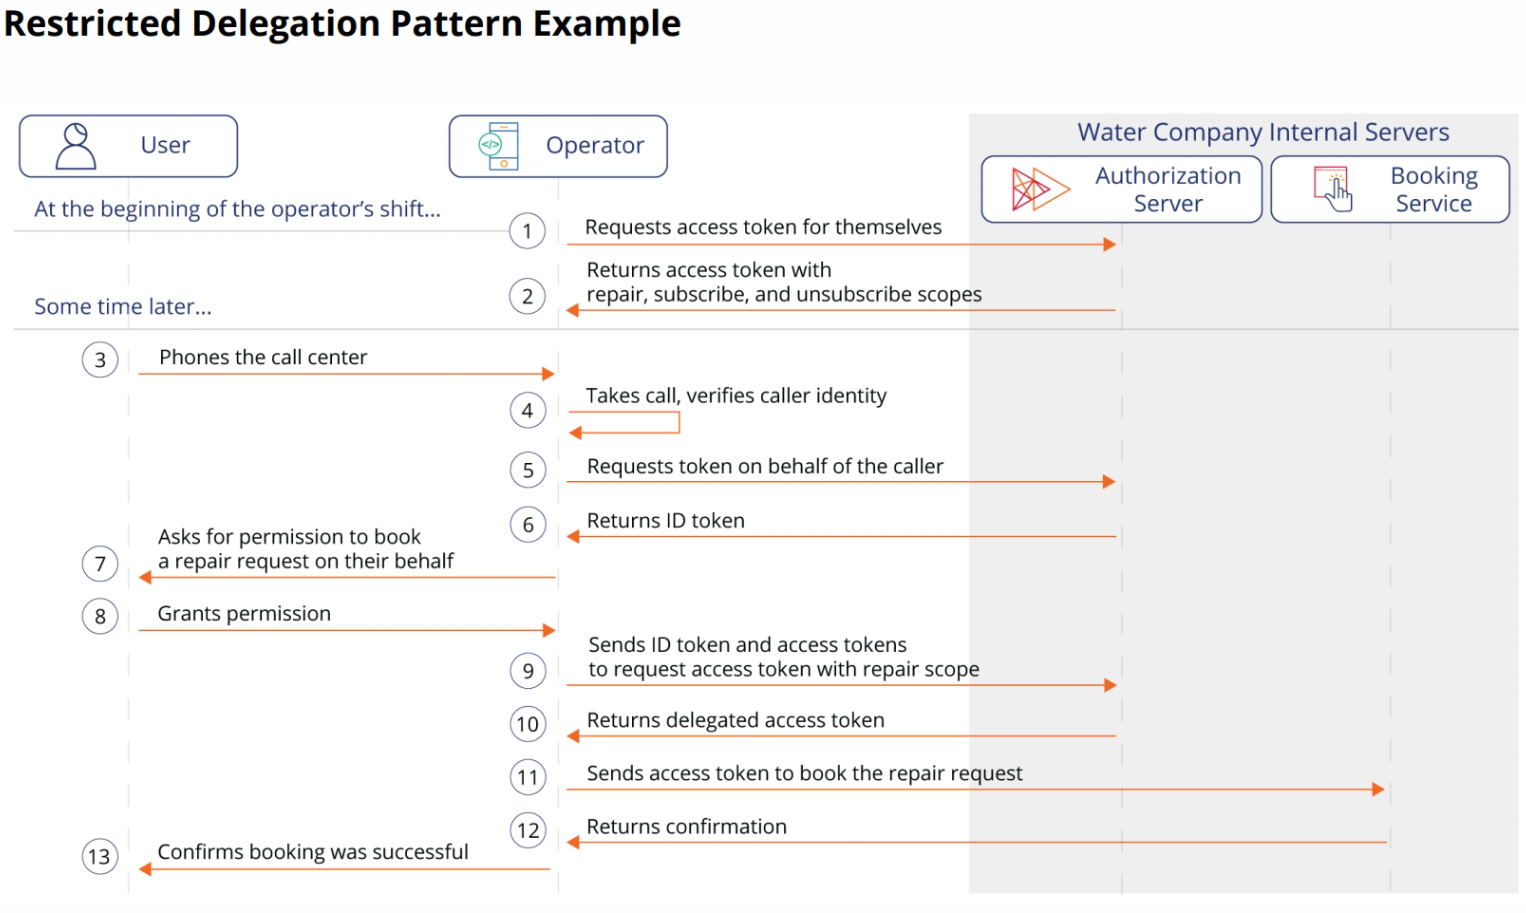 Restricted Delegation Pattern Example
Water Company Internal Servers
User
Operator
Authorization
Server
Booking
Service
At the beginning of the operator's shift...
1
Requests access token for themselves
2
Returns access token with
repair, subscribe, and unsubscribe scopes
Some time later...
3
Phones the call center
4
Takes call, verifies caller identity
5
Requests token on behalf of the caller
6
Returns ID token
7
Asks for permission to book
a repair request on their behalf
8
Grants permission
9
Sends ID token and access tokens
to request access token with repair scope
10
Returns delegated access token
11
Sends access token to book the repair request
12
Returns confirmation
13
Confirms booking was successful